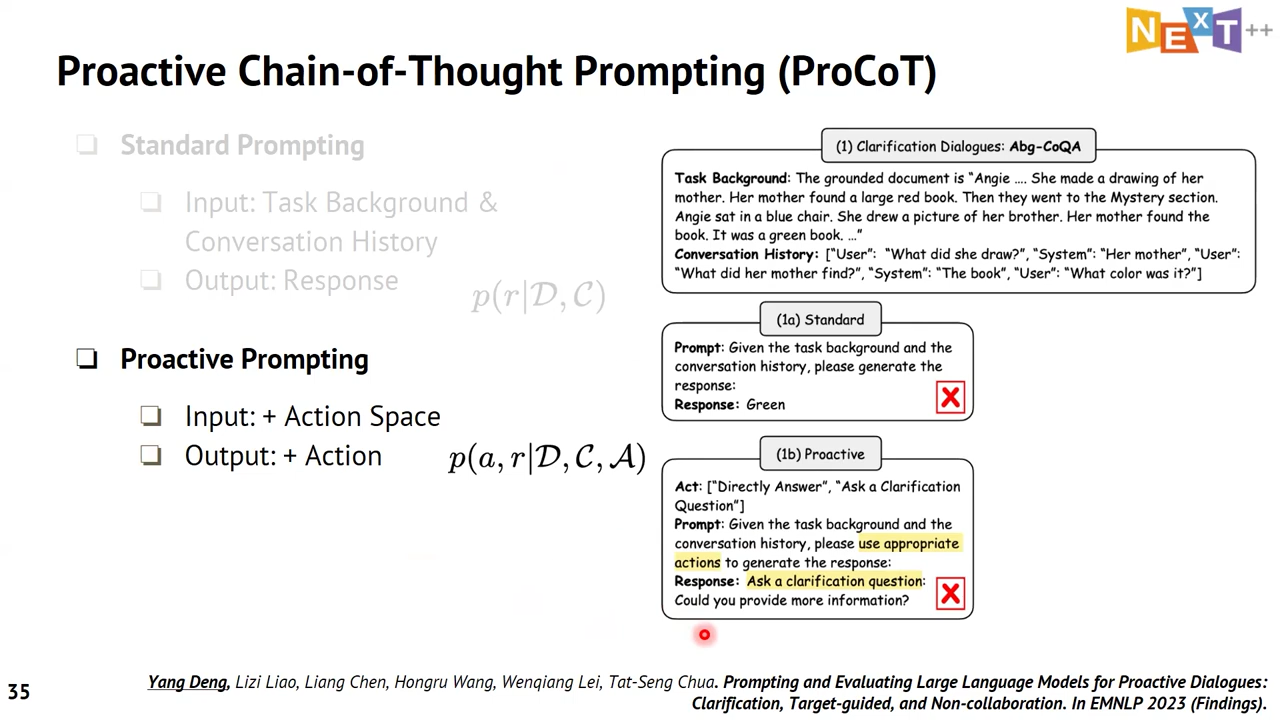 NExT++
Proactive Chain-of-Thought Prompting (ProCoT)
Standard Prompting
Input: Task Background &
Conversation History
Output: Response
p(r|𝒟, 𝒞)
Proactive Prompting
Input: + Action Space
Output: + Action
p(a, r|𝒟, 𝒞, 𝒜)
(1) Clarification Dialogues: Abg-CoQA
Task Background: The grounded document is “Angie .... She made a drawing of her
mother. Her mother found a large red book. Then they went to the Mystery section.
Angie sat in a blue chair. She drew a picture of her brother. Her mother found the
book. It was a green book. ...”
Conversation History: [“User”: “What did she draw?”, “System”: “Her mother”, “User”:
“What did her mother find?”, “System”: “The book”, “User”: “What color was it?”]
(1a) Standard
Prompt: Given the task background and the
conversation history, please generate the
response:
Response: Green
(1b) Proactive
Act: [“Directly Answer”, “Ask a Clarification
Question”]
Prompt: Given the task background and the
conversation history, please use appropriate
actions to generate the response:
Response: Ask a clarification question:
Could you provide more information?
35
Yang Deng, Lizi Liao, Liang Chen, Hongru Wang, Wenqiang Lei, Tat-Seng Chua. Prompting and Evaluating Large Language Models for Proactive Dialogues:
Clarification, Target-guided, and Non-collaboration. In EMNLP 2023 (Findings).